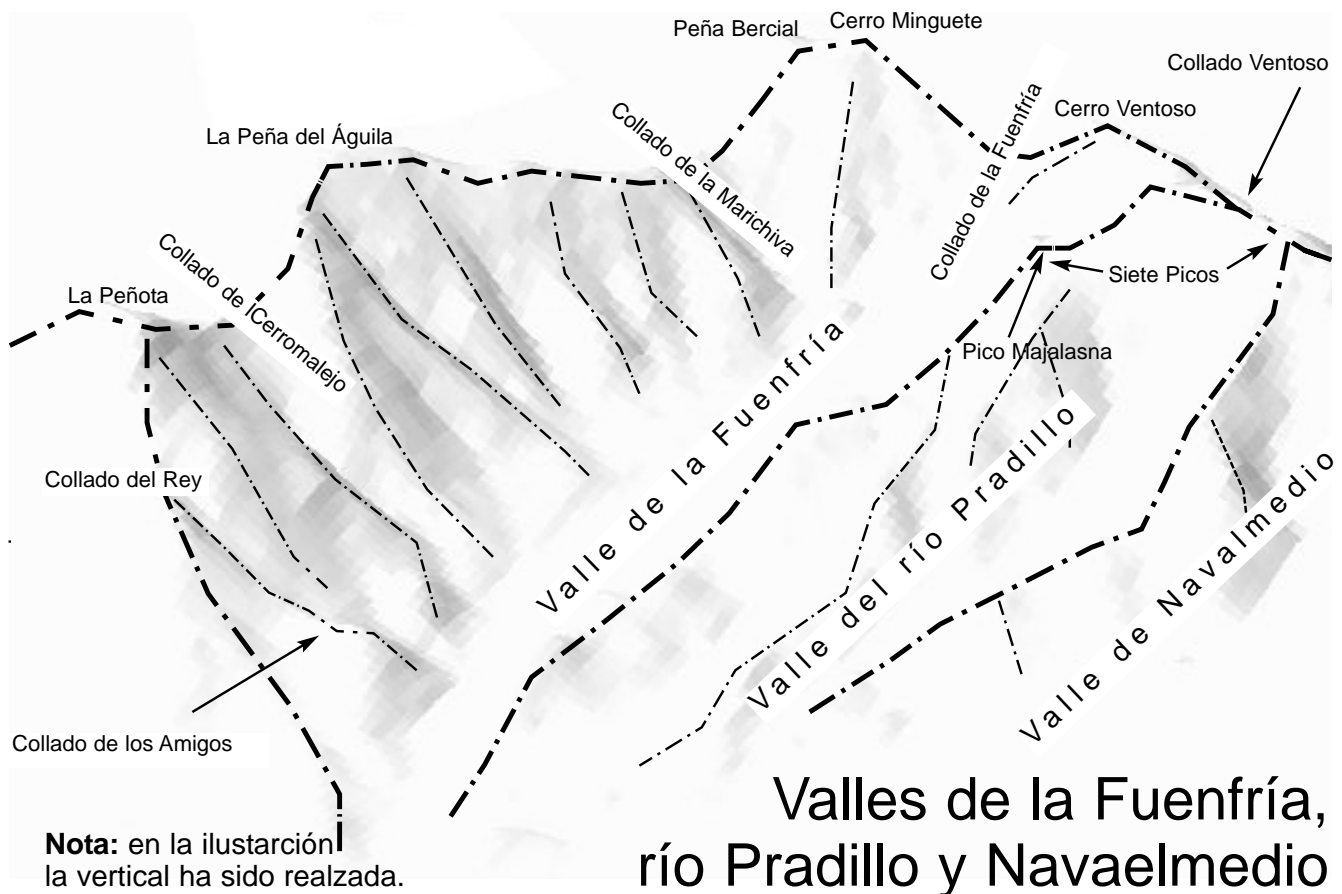 Peña Bercial
Cerro Minguete
Collado Ventoso
Collado de la Fuenfría
Cerro Ventoso
La Peña del Águila
Collado de la Marichiva
Collado de lCerromalejo
La Peñota
Siete Picos
Pico Majalasna
Collado del Rey
Valle de la Fuenfría
Valle del río Pradillo
Valle de Navalmedio
Collado de los Amigos
Nota: en la ilustarción
la vertical ha sido realzada.
Valles de la Fuenfría,
río Pradillo y Navaelmedio